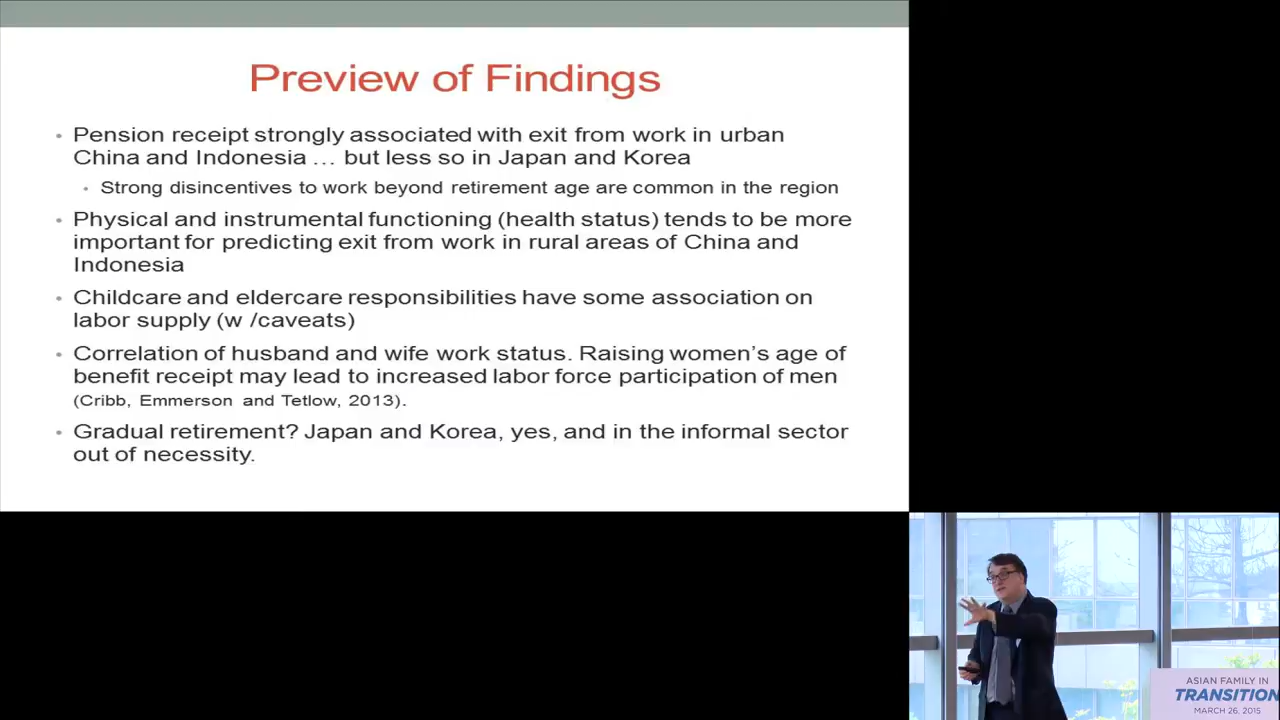 Preview of Findings
• Pension receipt strongly associated with exit from work in urban
China and Indonesia … but less so in Japan and Korea
• Strong disincentives to work beyond retirement age are common in the region
• Physical and instrumental functioning (health status) tends to be more
important for predicting exit from work in rural areas of China and
Indonesia
• Childcare and eldercare responsibilities have some association on
labor supply (w /caveats)
• Correlation of husband and wife work status. Raising women’s age of
benefit receipt may lead to increased labor force participation of men
(Cribb, Emmerson and Tetlow, 2013).
• Gradual retirement? Japan and Korea, yes, and in the informal sector
out of necessity.
ASIAN FAMILY IN
TRANSITION
MARCH 26, 2015